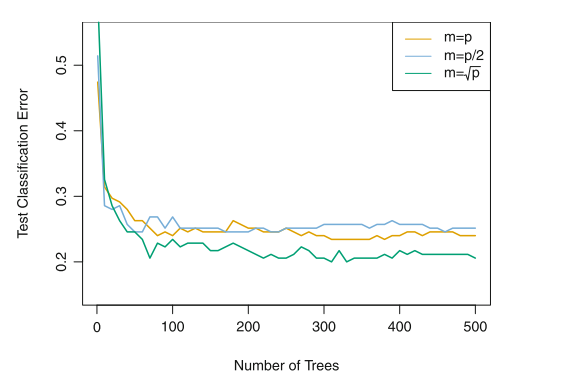 m=p
m=p/2
m=√p
Test Classification Error
0.5
0.4
0.3
0.2
0 100 200 300 400 500
Number of Trees